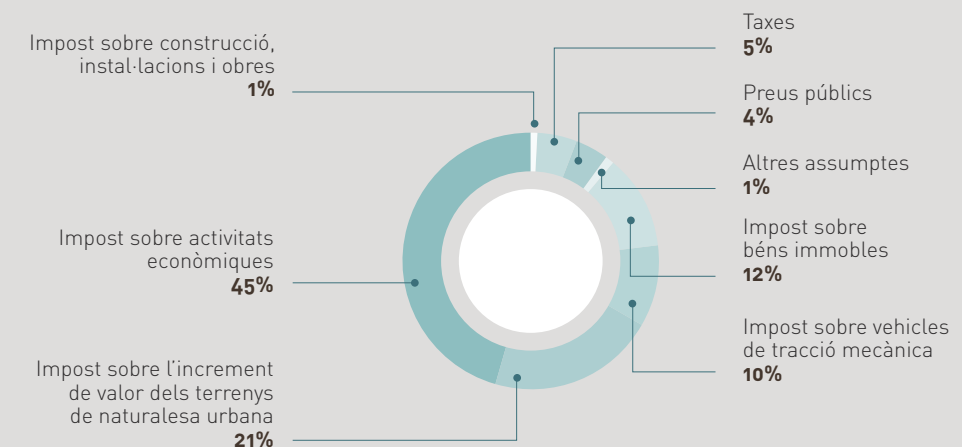 Impost sobre construcció,
instal·lacions i obres
1%
Impost sobre activitats
econòmiques
45%
Impost sobre l’increment
de valor dels terrenys
de naturalesa urbana
21%
Taxes
5%
Preus públics
4%
Altres assumptes
1%
Impost sobre
béns immobles
12%
Impost sobre vehicles
de tracció mecànica
10%